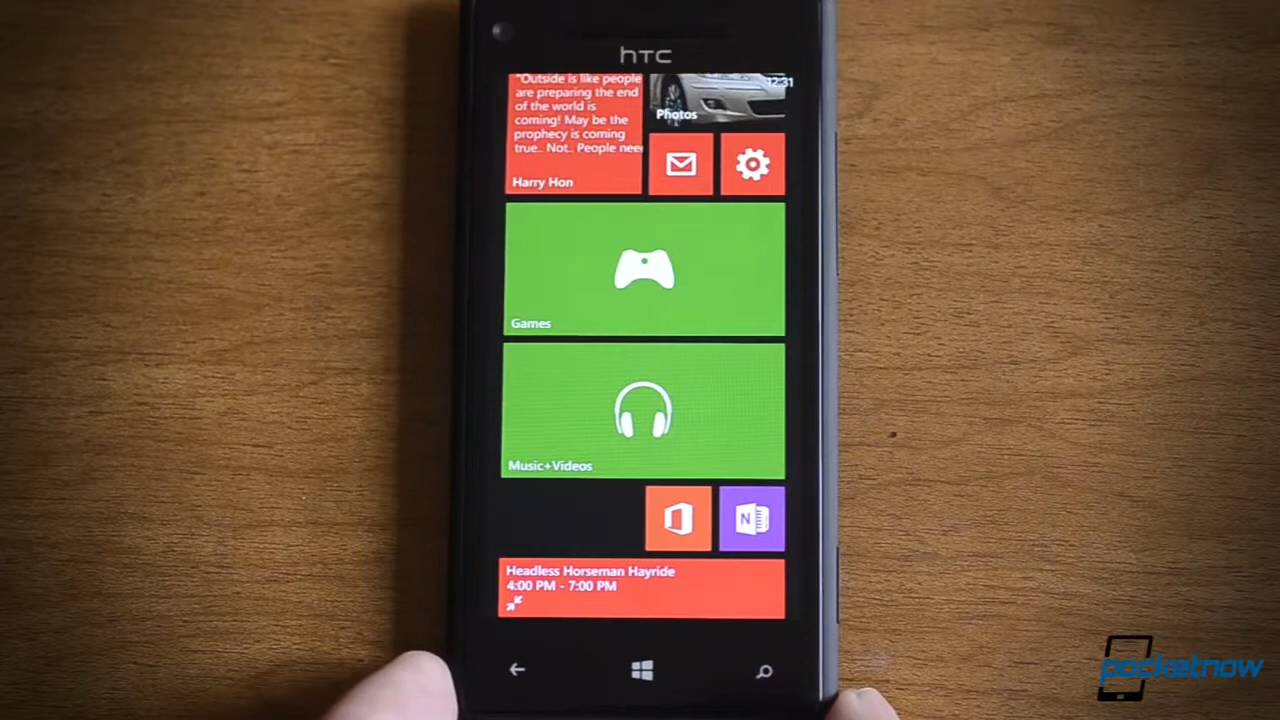 hTC
"Outside is like people
are preparing the end
of the world is
coming! May be the
prophecy is coming
true.. Not.. People nee
Harry Hon
12:31
Photos
Games
Music+Videos
N
Headless Horseman Hayride
4:00 PM - 7:00 PM
pocketnow